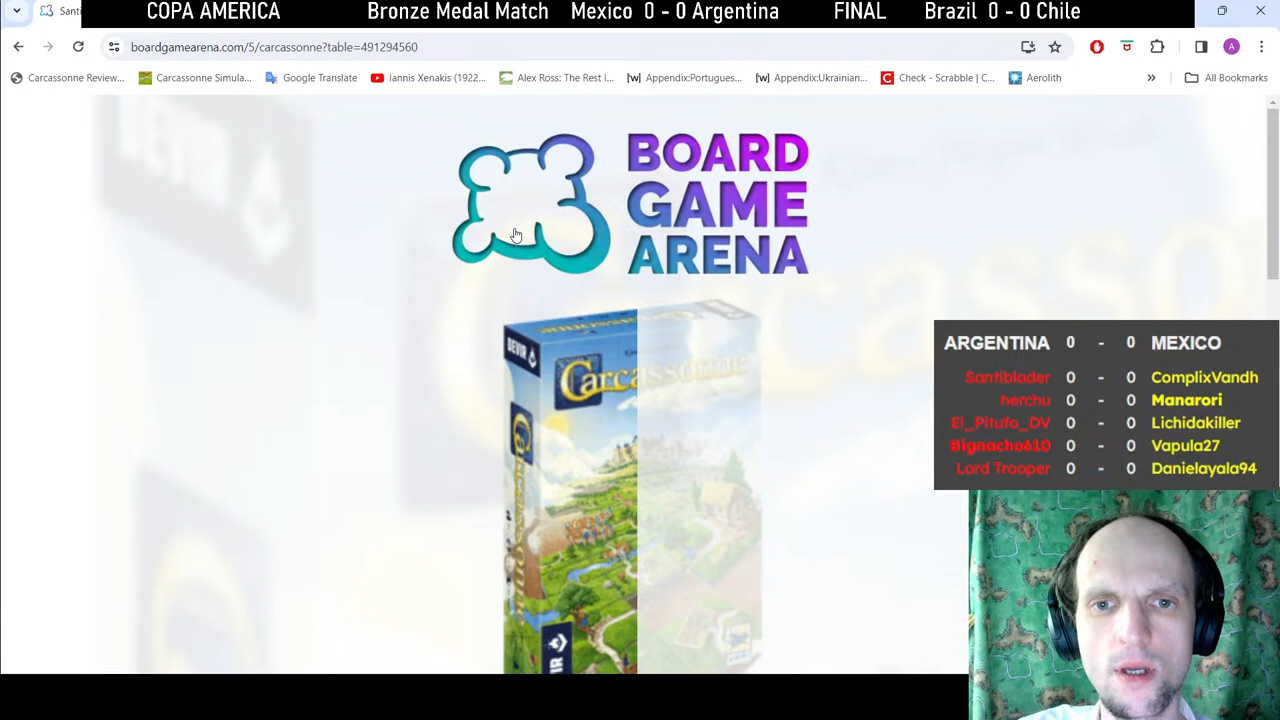 COPA AMERICA Bronze Medal Match Mexico 0 - 0 Argentina FINAL Brazil 0 - 0 Chile
Santi
boardgamearena.com/5/carcassonne?table=491294560
A
Carcassonne Review...
Carcassonne Simula...
Google Translate
Iannis Xenakis (1922...
Alex Ross: The Rest I...
[w] Appendix:Portugues...
[w] Appendix:Ukrainian...
C Check - Scrabble | C...
Aerolith
»
All Bookmarks
BOARD
GAME
ARENA
DEVIR
Carcassonne
DEVIR
ARGENTINA 0 - 0 MEXICO
Santiblader 0 - 0 ComplixVandh
herchu 0 - 0 Manarori
El_Pitufo_DV 0 - 0 Lichidakiller
Bignacho610 0 - 0 Vapula27
Lord Trooper 0 - 0 Danielayala94